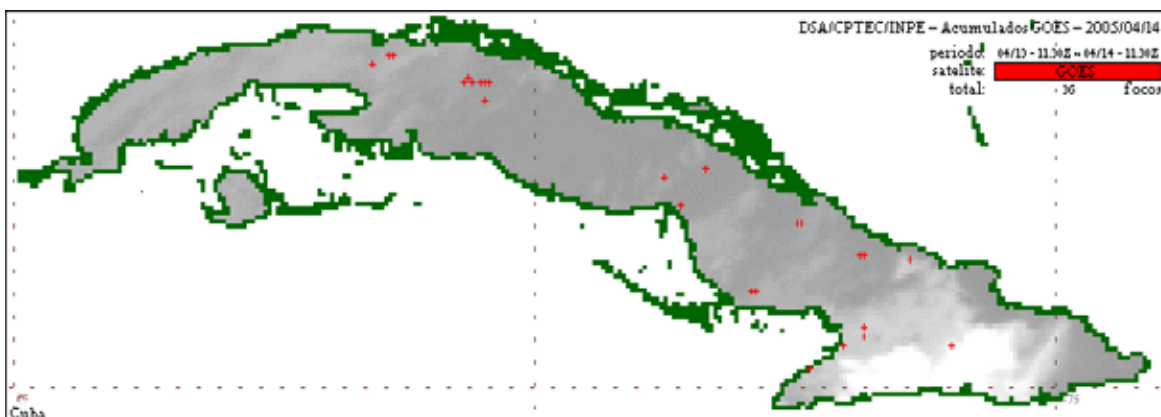 DSA/CPTEC/INPE - Acumulados GOES - 2005/04/14
periodo: 04/13 - 11:30Z - 04/14 - 11:30Z
satelite: GOES
total: 36 focos
-75
Cuba